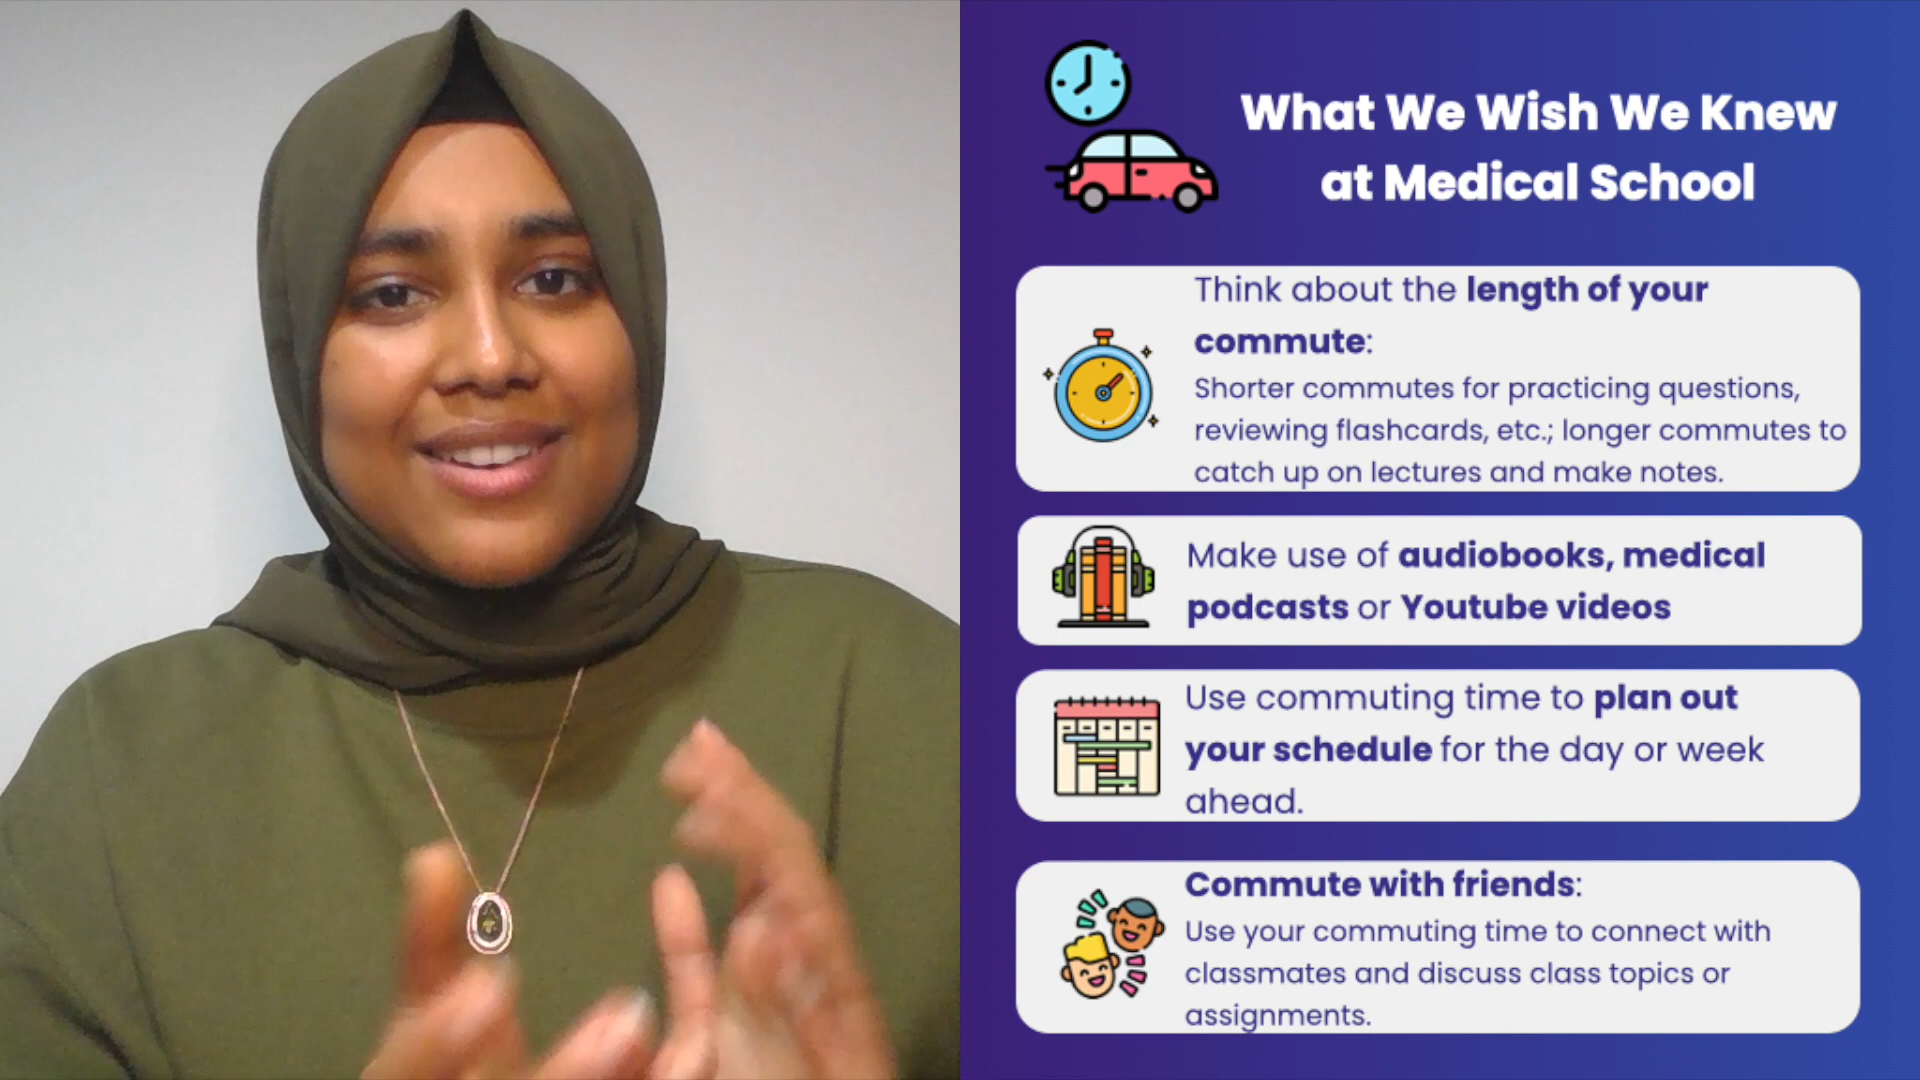 What We Wish We Knew
at Medical School
Think about the length of your
commute:
Shorter commutes for practicing questions,
reviewing flashcards, etc.; longer commutes to
catch up on lectures and make notes.
Make use of audiobooks, medical
podcasts or Youtube videos
Use commuting time to plan out
your schedule for the day or week
ahead.
Commute with friends:
Use your commuting time to connect with
classmates and discuss class topics or
assignments.